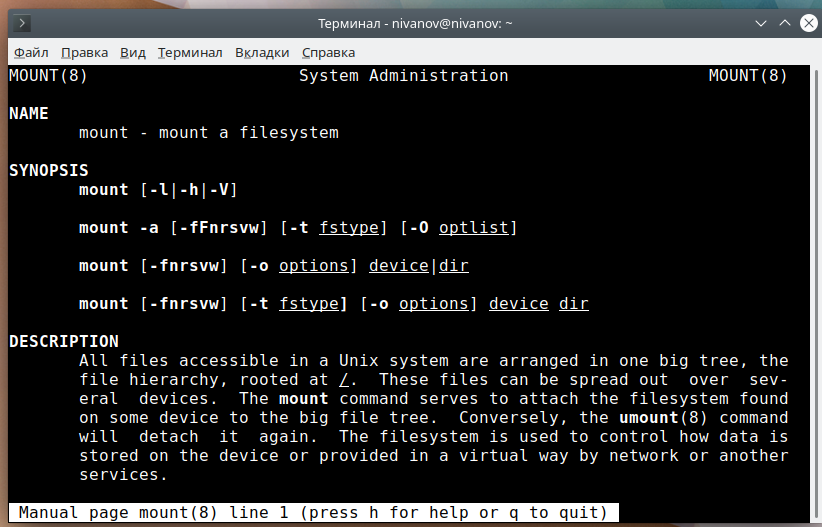 Терминал - nivanov@nivanov: ~
Файл Правка Вид Терминал Вкладки Справка
MOUNT(8) System Administration MOUNT(8)
NAME
mount - mount a filesystem
SYNOPSIS
mount [-l|-h|-V]
mount -a [-fFnrsvw] [-t fstype] [-O optlist]
mount [-fnrsvw] [-o options] device|dir
mount [-fnrsvw] [-t fstype] [-o options] device dir
DESCRIPTION
All files accessible in a Unix system are arranged in one big tree, the
file hierarchy, rooted at /.  These files can be spread out  over  sev-
eral  devices.  The mount command serves to attach the filesystem found
on some device to the big file tree.  Conversely, the umount(8) command
will  detach  it  again.  The filesystem is used to control how data is
stored on the device or provided in a virtual way by network or another
services.
Manual page mount(8) line 1 (press h for help or q to quit)